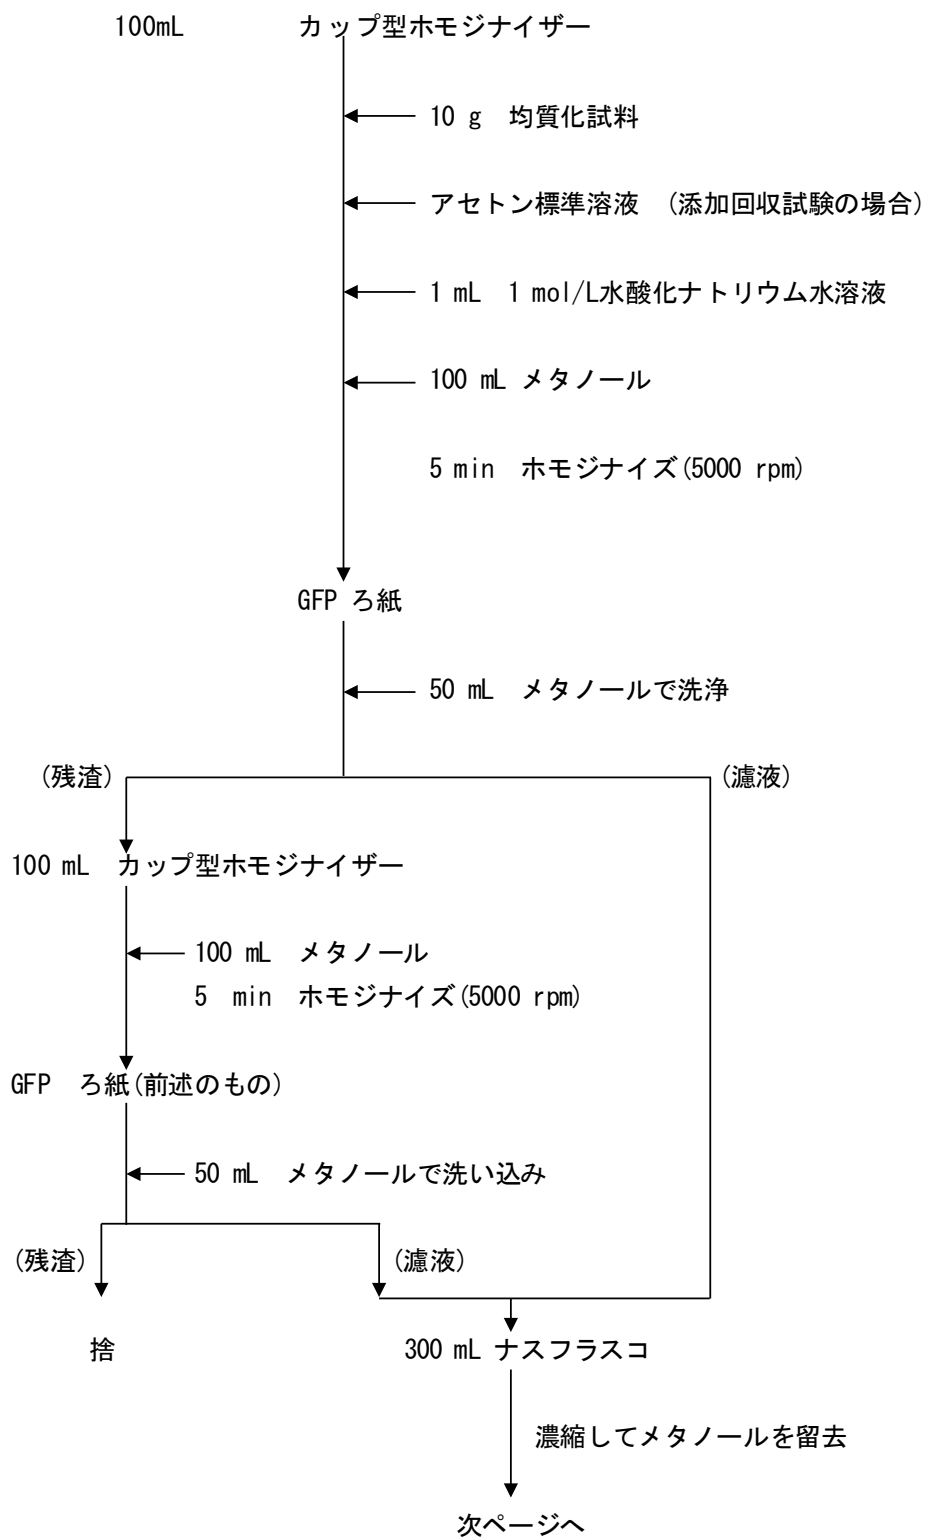 100mL カップ型ホモジナイザー
10 g 均質化試料
アセトン標準溶液 (添加回収試験の場合)
1 mL 1 mol/L水酸化ナトリウム水溶液
100 mL メタノール
5 min ホモジナイズ(5000 rpm)
GFP ろ紙
50 mL メタノールで洗浄
(残渣) (濾液)
100 mL カップ型ホモジナイザー
100 mL メタノール
5 min ホモジナイズ(5000 rpm)
GFP ろ紙(前述のもの)
50 mL メタノールで洗い込み
(残渣) (濾液)
捨 300 mL ナスフラスコ
濃縮してメタノールを留去
次ページへ